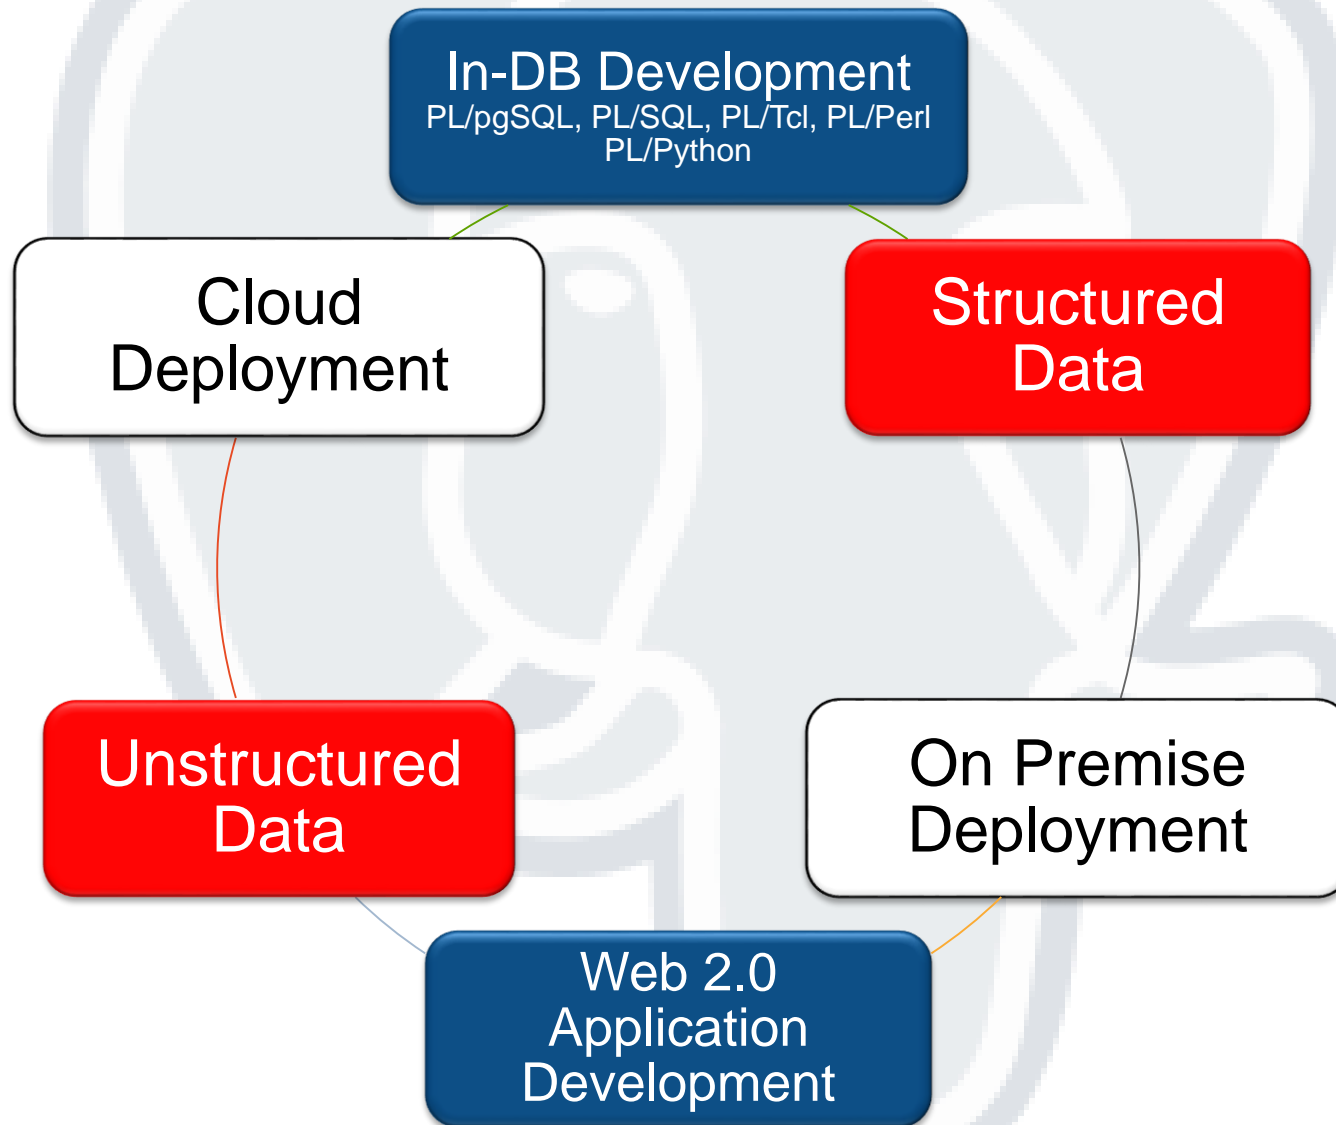 In-DB Development
PL/pgSQL, PL/SQL, PL/Tcl, PL/Perl
PL/Python
Cloud
Deployment
Structured
Data
Unstructured
Data
On Premise
Deployment
Web 2.0
Application
Development